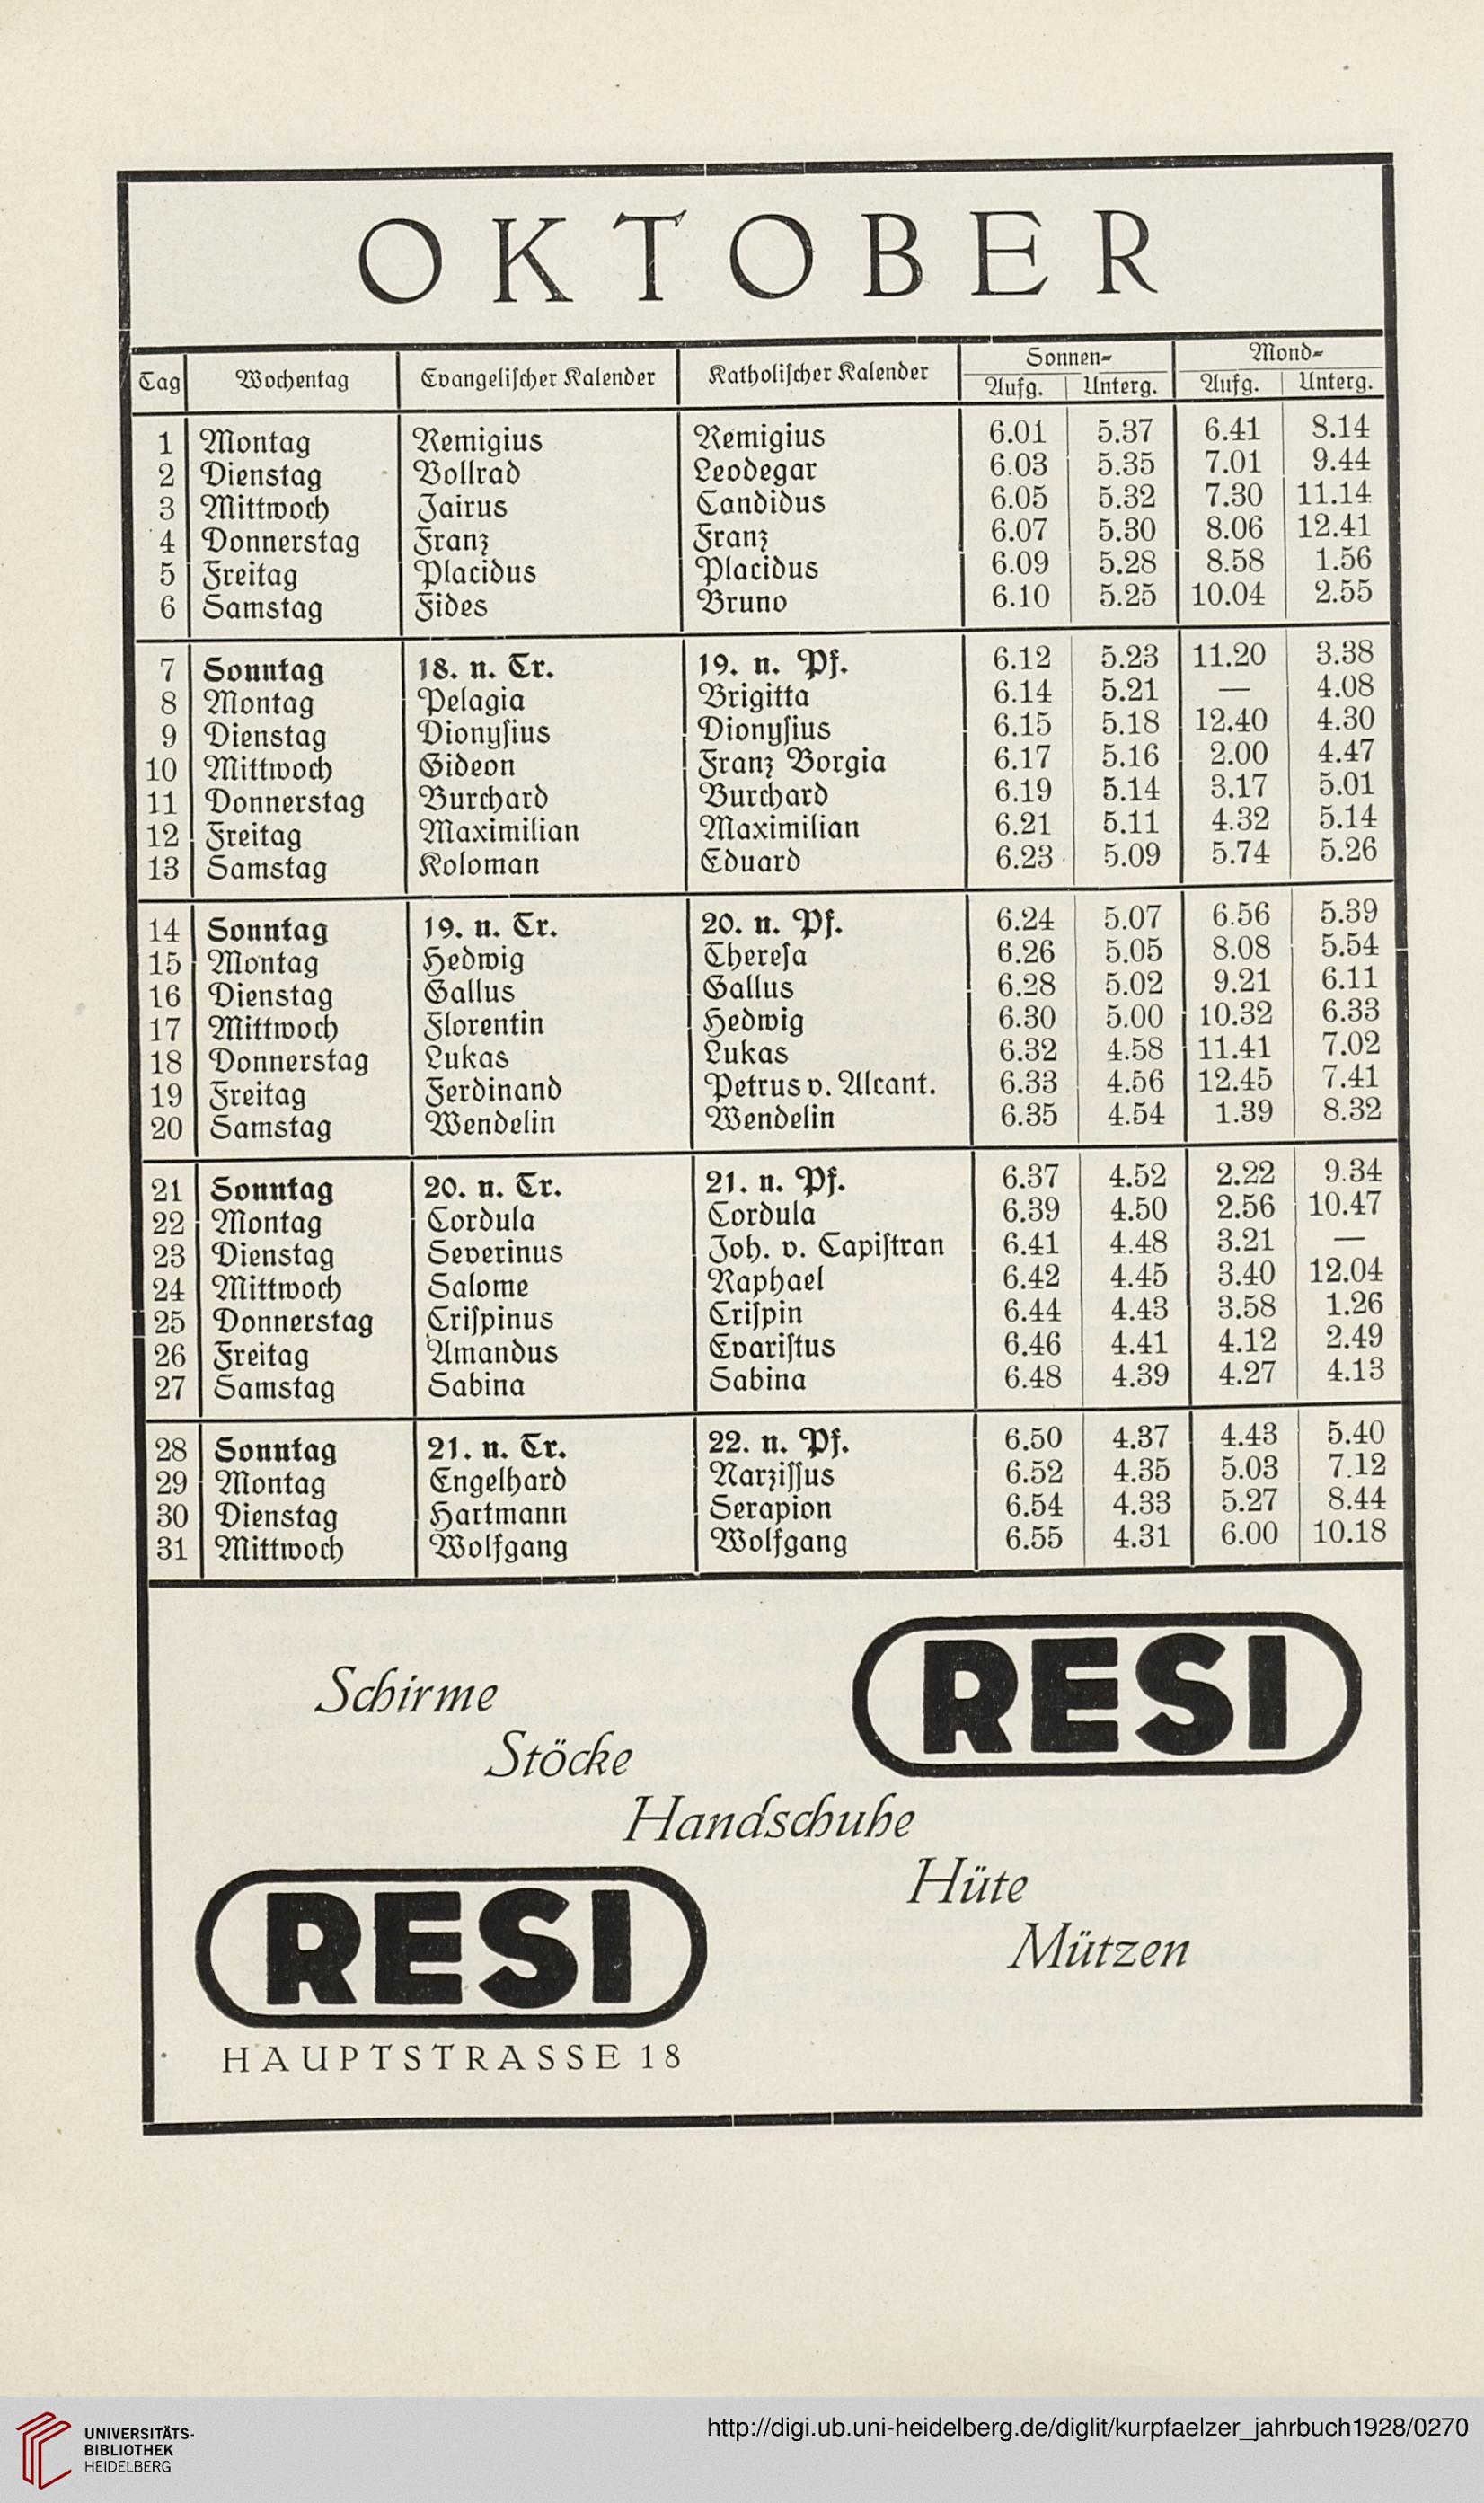 OKTOBER
Tag Wochentag Evangelischer Kalender Katholischer Kalender Sonnen- Mond-
Aufg. Unterg. Aufg. Unterg.
1 Montag Remigius Remigius 6.01 5.37 6.41 8.14
2 Dienstag Vollrad Leodegar 6.03 5.35 7.01 9.44
3 Mittwoch Jairus Candidus 6.05 5.32 7.30 11.14
4 Donnerstag Franz Franz 6.07 5.30 8.06 12.41
5 Freitag Placidus Placidus 6.09 5.28 8.58 1.56
6 Samstag Fides Bruno 6.10 5.25 10.04 2.55
7 Sonntag 18. n. Tr. 19. n. Pf. 6.12 5.23 11.20 3.38
8 Montag Pelagia Brigitta 6.14 5.21 — 4.08
9 Dienstag Dionysius Dionysius 6.15 5.18 12.40 4.30
10 Mittwoch Gideon Franz Borgia 6.17 5.16 2.00 4.47
11 Donnerstag Burchard Burchard 6.19 5.14 3.17 5.01
12 Freitag Maximilian Maximilian 6.21 5.11 4.32 5.14
13 Samstag Koloman Eduard 6.23 5.09 5.74 5.26
14 Sonntag 19. n. Tr. 20. n. Pf. 6.24 5.07 6.56 5.39
15 Montag Hedwig Theresa 6.26 5.05 8.08 5.54
16 Dienstag Gallus Gallus 6.28 5.02 9.21 6.11
17 Mittwoch Florentin Hedwig 6.30 5.00 10.32 6.33
18 Donnerstag Lukas Lukas 6.32 4.58 11.41 7.02
19 Freitag Ferdinand Petrus v. Alcant. 6.33 4.56 12.45 7.41
20 Samstag Wendelin Wendelin 6.35 4.54 1.39 8.32
21 Sonntag 20. n. Tr. 21. n. Pf. 6.37 4.52 2.22 9.34
22 Montag Cordula Cordula 6.39 4.50 2.56 10.47
23 Dienstag Severinus Joh. v. Capistran 6.41 4.48 3.21 —
24 Mittwoch Salome Raphael 6.42 4.45 3.40 12.04
25 Donnerstag Crispinus Crispin 6.44 4.43 3.58 1.26
26 Freitag Amandus Evaristus 6.46 4.41 4.12 2.49
27 Samstag Sabina Sabina 6.48 4.39 4.27 4.13
28 Sonntag 21. n. Tr. 22. n. Pf. 6.50 4.37 4.43 5.40
29 Montag Engelhard Narzissus 6.52 4.35 5.03 7.12
30 Dienstag Hartmann Serapion 6.54 4.33 5.27 8.44
31 Mittwoch Wolfgang Wolfgang 6.55 4.31 6.00 10.18
RESI
Schirme
Stöcke
Handschuhe
Hüte
Mützen
RESI
HAUPTSTRASSE 18
UNIVERSITÄTS-
BIBLIOTHEK
HEIDELBERG
http://digi.ub.uni-heidelberg.de/diglit/kurpfaelzer_jahrbuch1928/0270